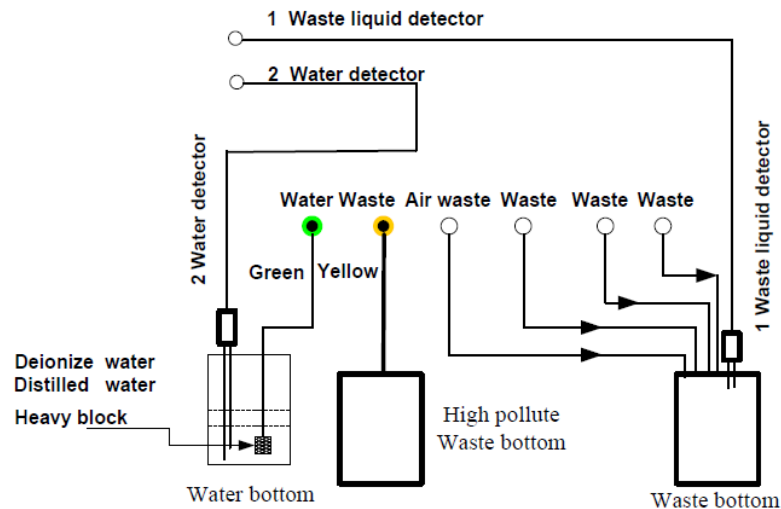 1 Waste liquid detector
2 Water detector
2 Water detector
Water Waste Air waste Waste Waste Waste
Green Yellow
1 Waste liquid detector
Deionize water
Distilled water
Heavy block
High pollute
Waste bottom
Water bottom
Waste bottom